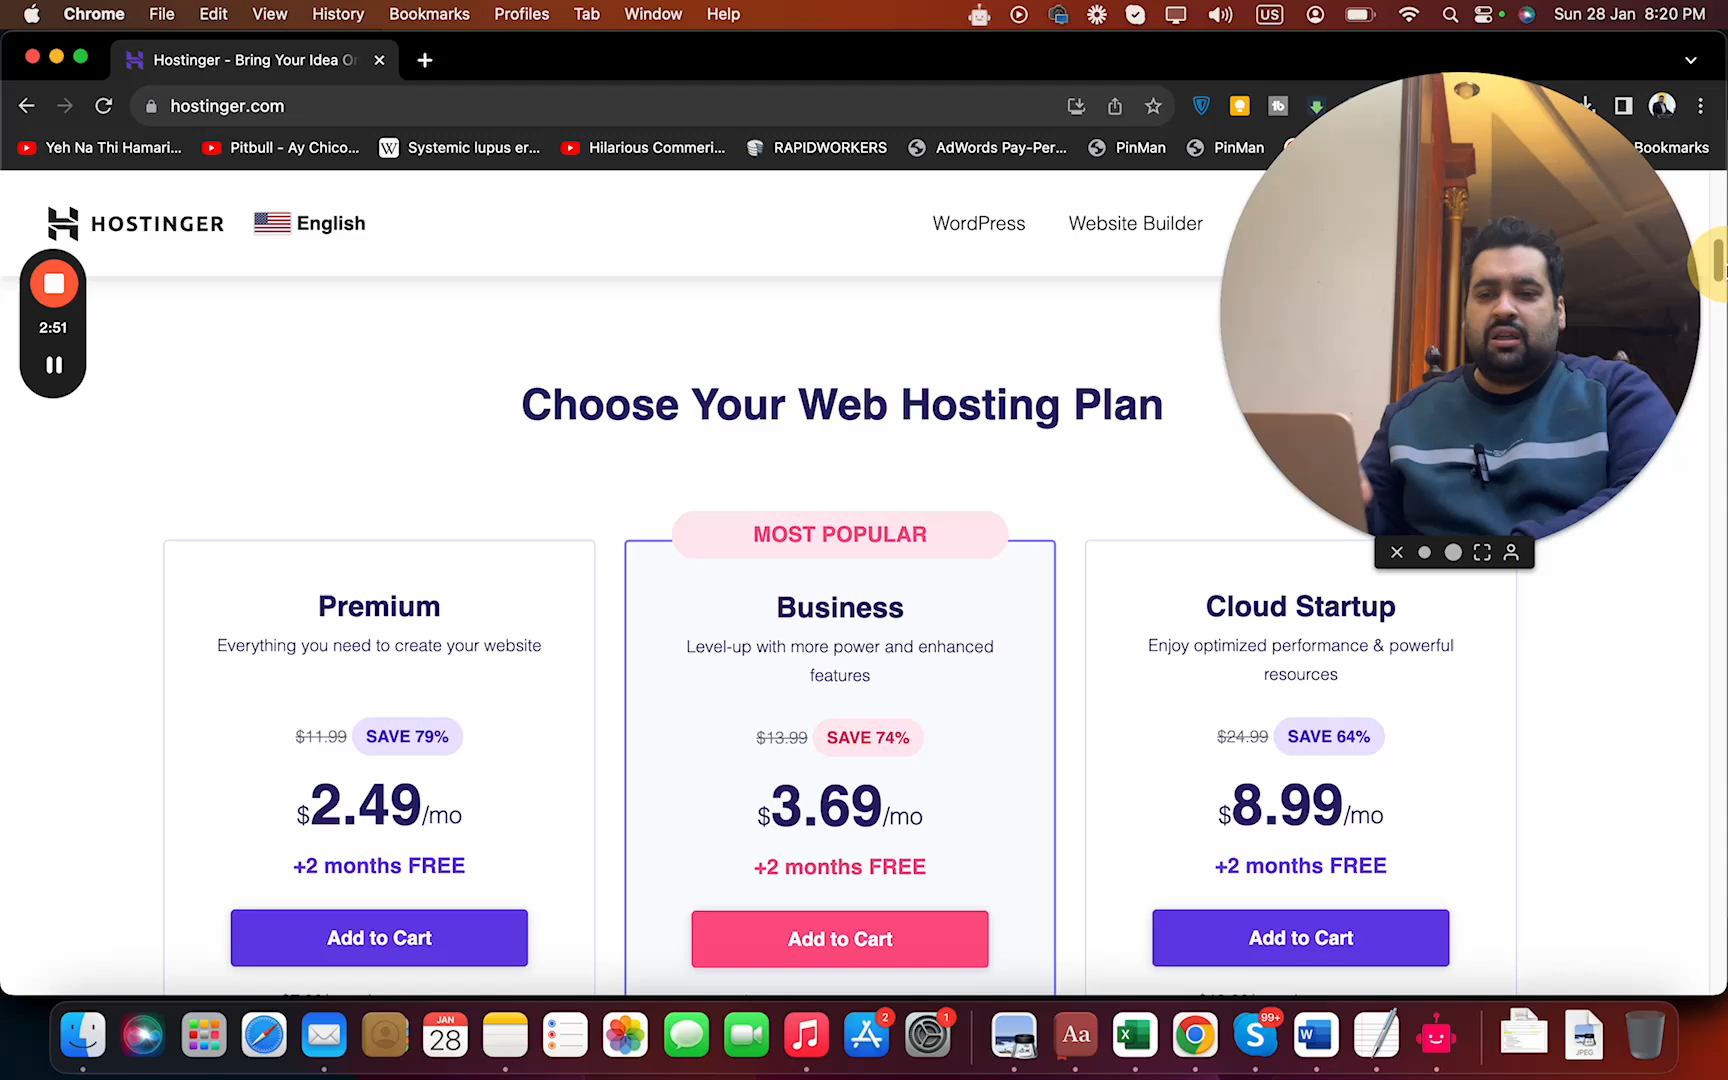 Chrome File Edit View History Bookmarks Profiles Tab Window Help US Sun 28 Jan 8:20 PM
Hostinger - Bring Your Idea On
hostinger.com
Yeh Na Thi Hamari... Pitbull - Ay Chico... W Systemic lupus er... Hilarious Commeri... RAPIDWORKERS AdWords Pay-Per... PinMan PinMan Bookmarks
HOSTINGER English WordPress Website Builder
2:51
Choose Your Web Hosting Plan
MOST POPULAR
Premium
Everything you need to create your website
$11.99 SAVE 79%
$2.49/mo
+2 months FREE
Add to Cart
Business
Level-up with more power and enhanced
features
$13.99 SAVE 74%
$3.69/mo
+2 months FREE
Add to Cart
Cloud Startup
Enjoy optimized performance & powerful
resources
$24.99 SAVE 64%
$8.99/mo
+2 months FREE
Add to Cart
JAN
28
2
1
Aa
X
99+
S
W
JPEG